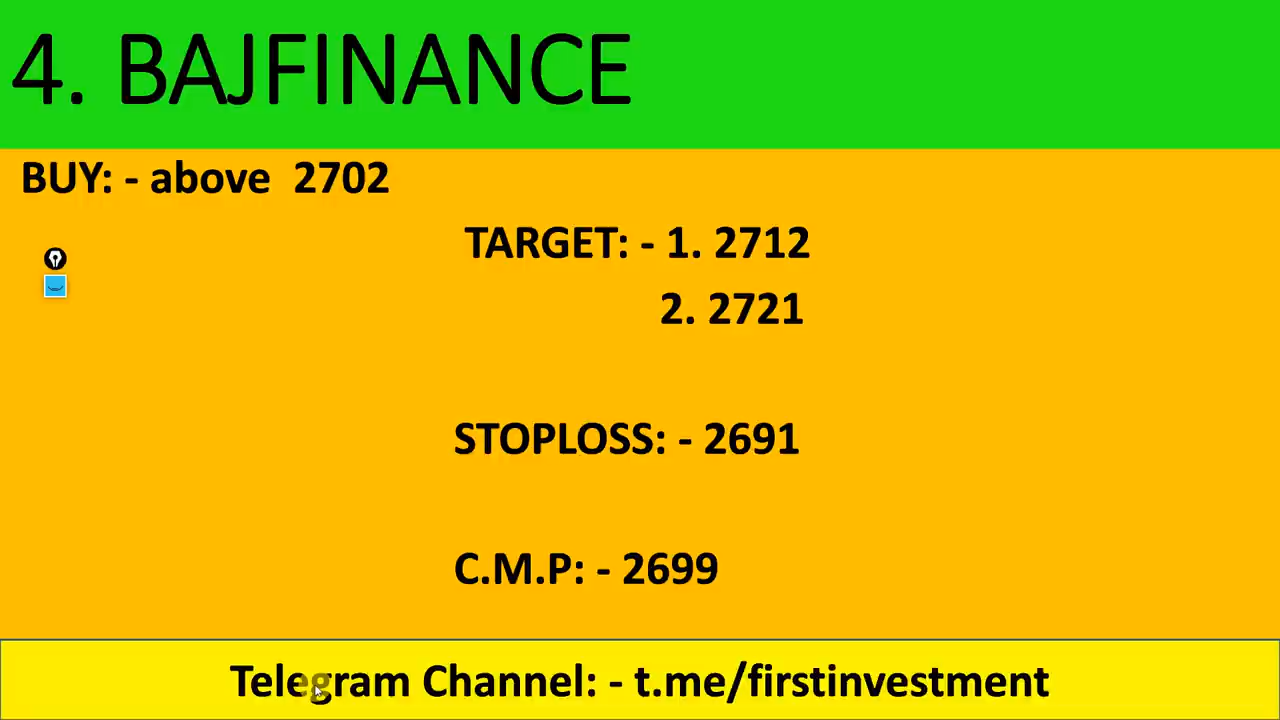 4. BAJFINANCE
BUY: - above 2702
TARGET: - 1. 2712
2. 2721
STOPLOSS: - 2691
C.M.P: - 2699
Telegram Channel: - t.me/firstinvestment